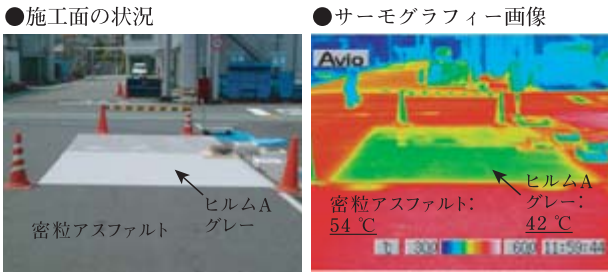 ●施工面の状況
●サーモグラフィー画像
ヒルムA
グレー
密粒アスファルト
Avio
ヒルムA
グレー:
42 ℃
密粒アスファルト:
54 ℃
11:59:44